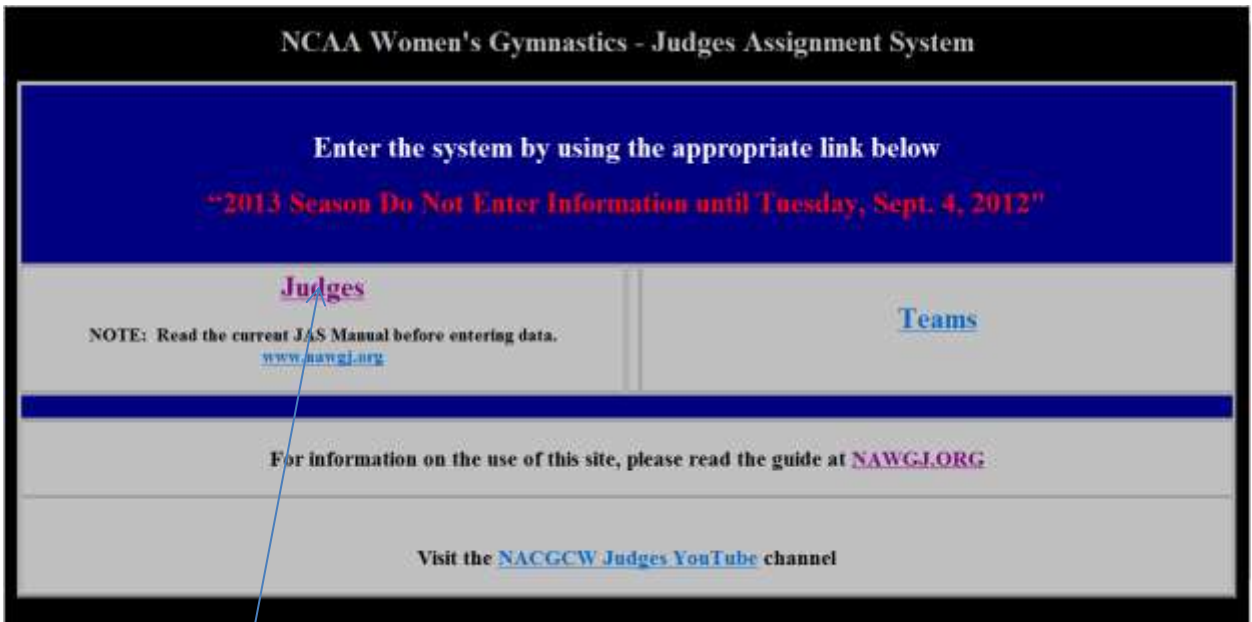 NCAA Women's Gymnastics - Judges Assignment System
Enter the system by using the appropriate link below
"2013 Season Do Not Enter Information until Tuesday, Sept. 4, 2012"
Judges
NOTE: Read the current JAS Manual before entering data.
www.nawgj.org
Teams
For information on the use of this site, please read the guide at NAWGJ.ORG
Visit the NACGCW Judges YouTube channel